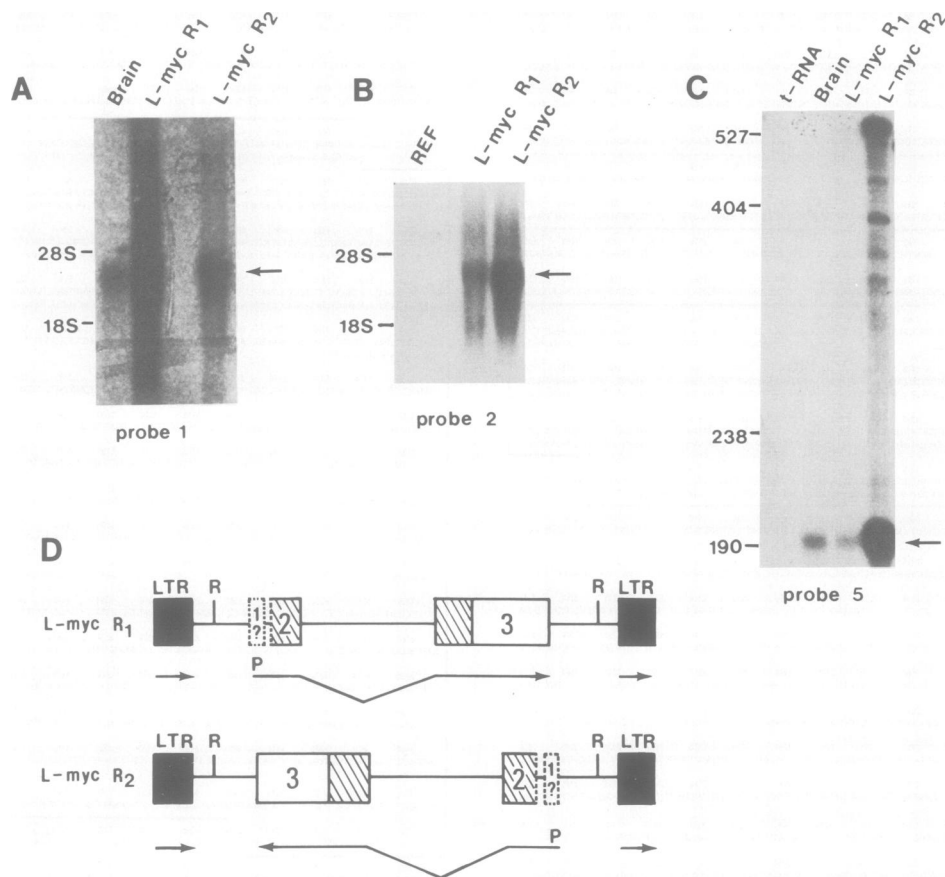 A
Brain
L-myc R1
L-myc R2
28S
18S
probe 1
B
REF
L-myc R1
L-myc R2
28S
18S
probe 2
C
t-RNA
Brain
L-myc R1
L-myc R2
527
404
238
190
probe 5
D
LTR R R LTR
L-myc R1
1 ? 2 3
P
LTR R R LTR
L-myc R2
3 2 1 ?
P